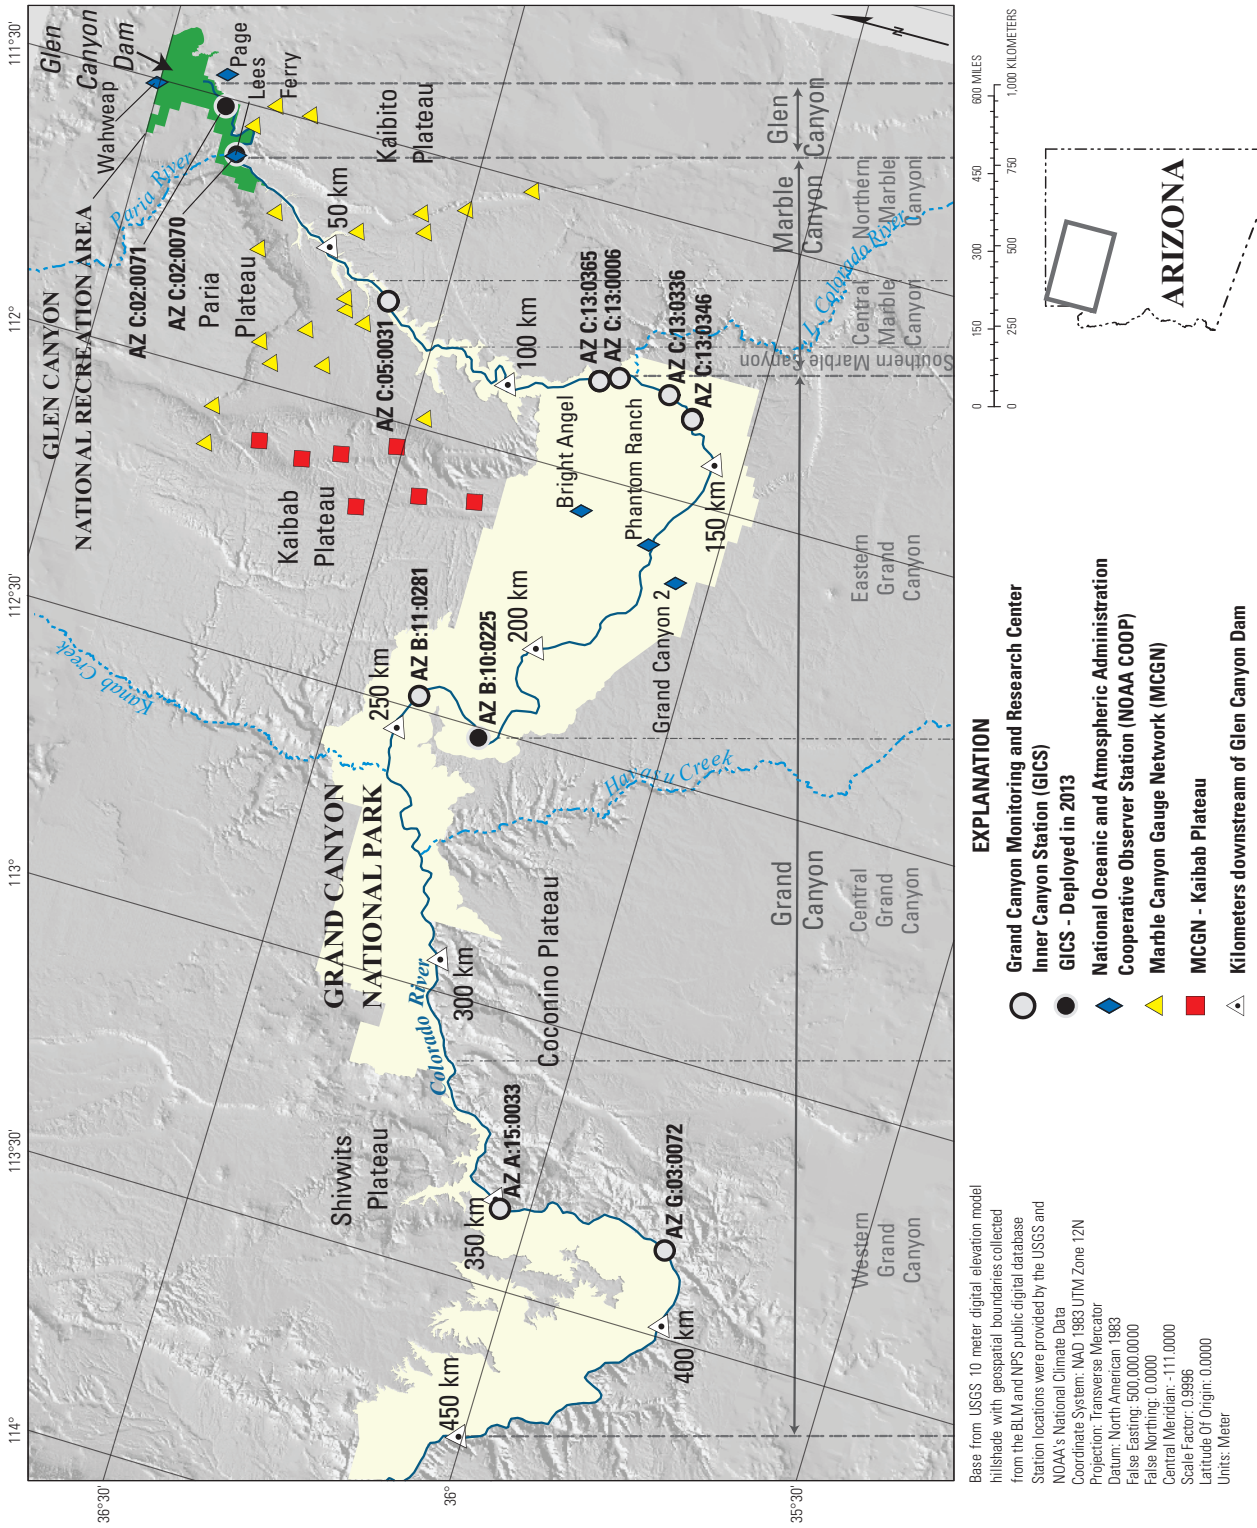 114°
113°30'
113°
112°30'
112°
111°30'
36°30'
36°
35°30'
GLEN CANYON
NATIONAL RECREATION AREA
Wahweap
Glen
Canyon
Dam
Page
Lees
Ferry
Paria River
AZ C:02:0071
AZ C:02:0070
Paria
Plateau
Kaibito
Plateau
50 km
AZ C:05:0031
100 km
Kaibab
Plateau
AZ C:13:0365
AZ C:13:0006
AZ C:13:0336
AZ C:13:0346
L. Colorado River
Bright Angel
Phantom Ranch
Grand Canyon 2
150 km
200 km
AZ B:11:0281
AZ B:10:0225
250 km
Kanab Creek
Havasu Creek
GRAND CANYON
NATIONAL PARK
Colorado River
300 km
Coconino Plateau
Shivwits
Plateau
AZ A:15:0033
350 km
AZ G:03:0072
400 km
450 km
Grand
Canyon
Marble
Canyon
Glen
Canyon
Western
Grand
Canyon
Central
Grand
Canyon
Eastern
Grand
Canyon
Southern Marble Canyon
Central
Marble
Canyon
Northern
Marble
Canyon
N
0 150 300 450 600 MILES
0 250 500 750 1,000 KILOMETERS
ARIZONA
EXPLANATION
Grand Canyon Monitoring and Research Center
Inner Canyon Station (GICS)
GICS - Deployed in 2013
National Oceanic and Atmospheric Administration
Cooperative Observer Station (NOAA COOP)
Marble Canyon Gauge Network (MCGN)
MCGN - Kaibab Plateau
Kilometers downstream of Glen Canyon Dam
Base from USGS 10 meter digital elevation model
hillshade with geospatial boundaries collected
from the BLM and NPS public digital database
Station locations were provided by the USGS and
NOAA's National Climate Data
Coordinate System: NAD 1983 UTM Zone 12N
Projection: Transverse Mercator
Datum: North American 1983
False Easting: 500,000.0000
False Northing: 0.0000
Central Meridian: -111.0000
Scale Factor: 0.9996
Latitude Of Origin: 0.0000
Units: Meter